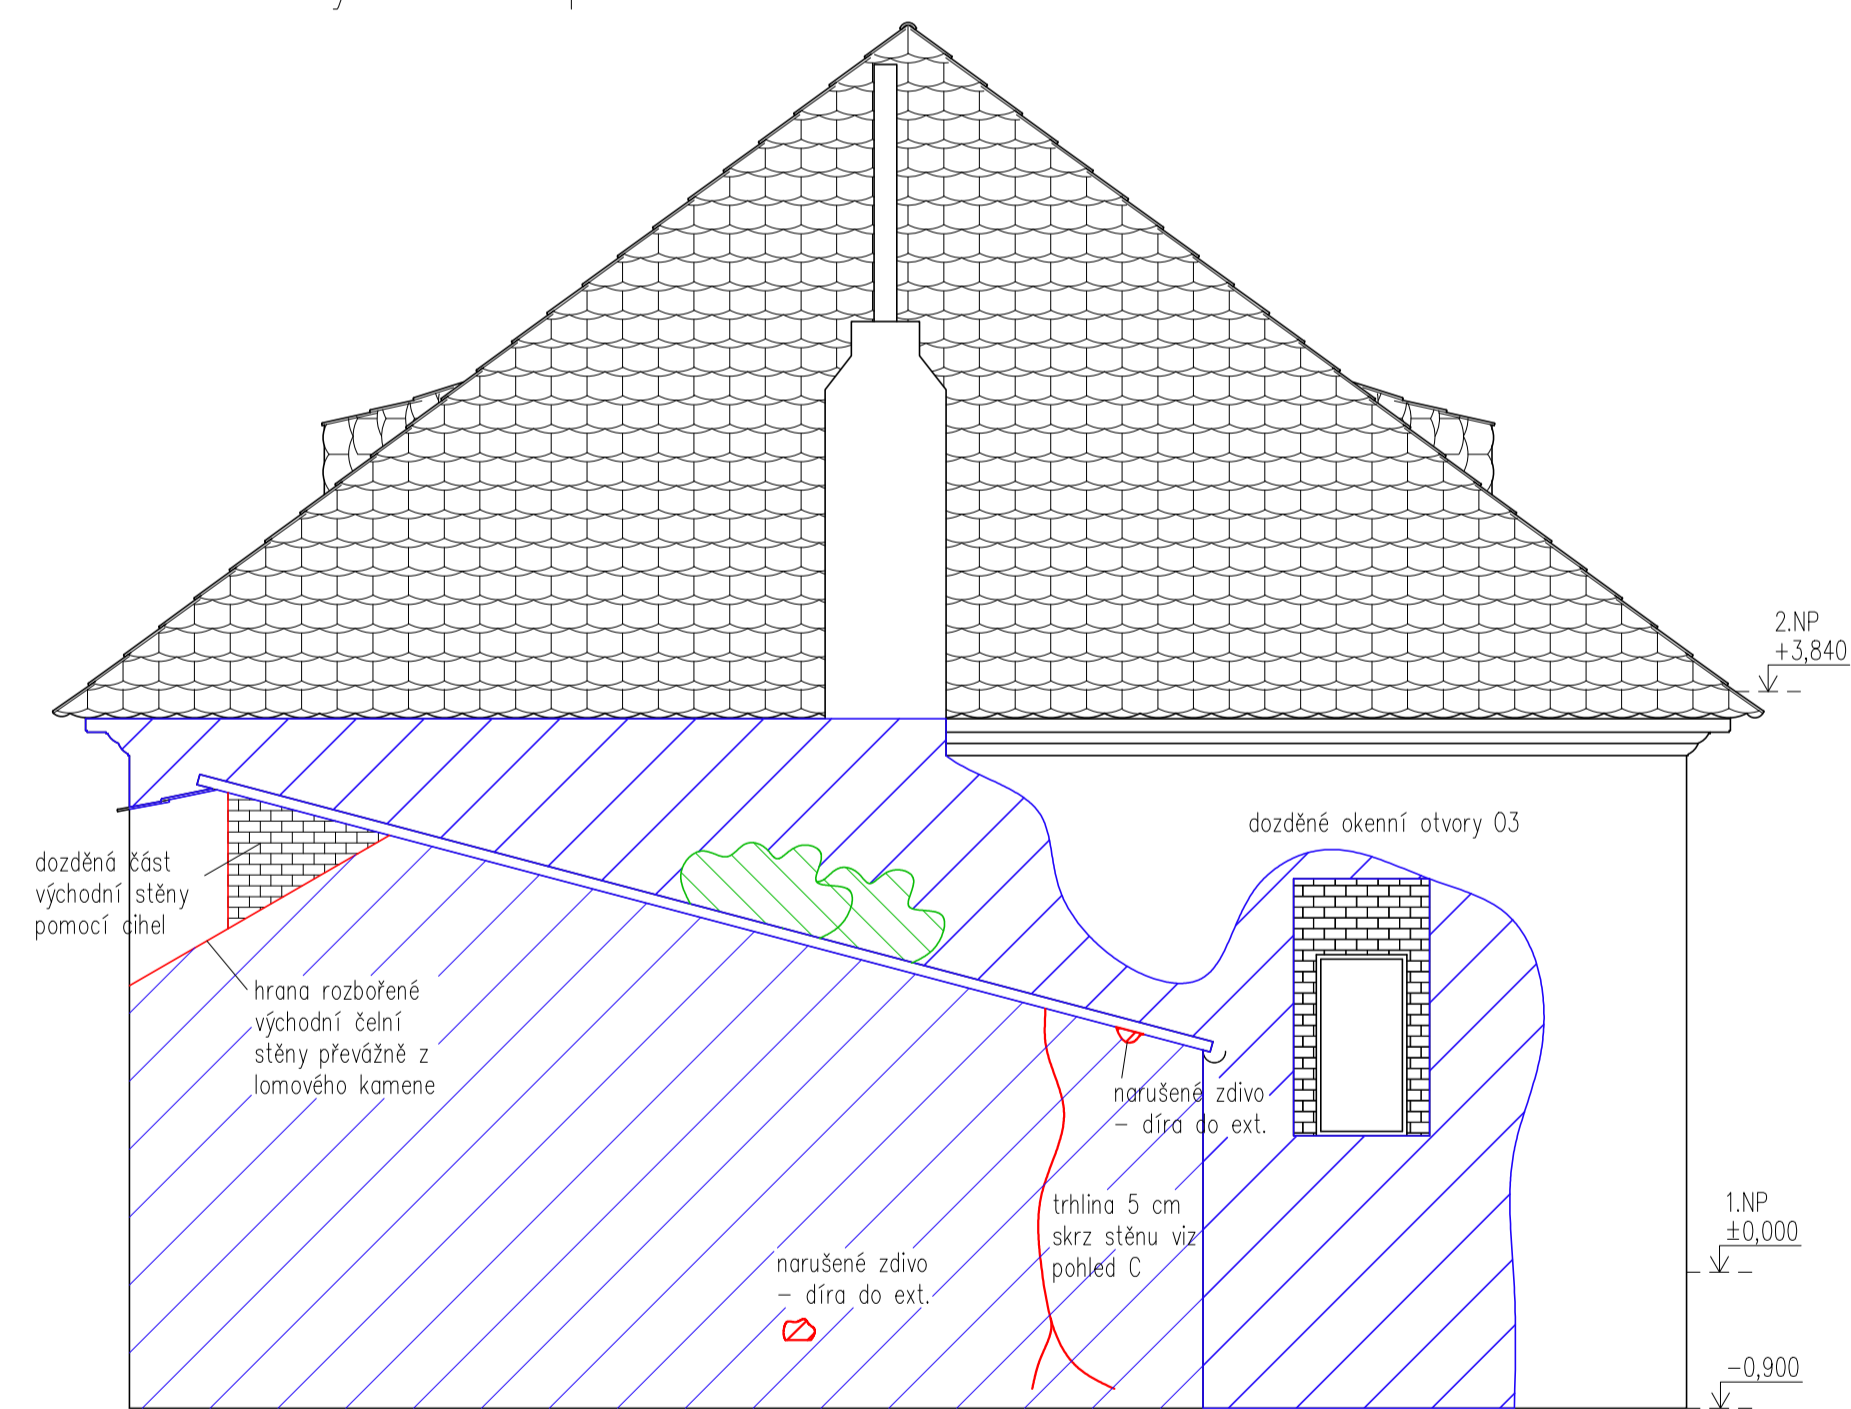 2.NP
+3,840
dozděné okenní otvory 03
dozděná část
východní stěny
pomocí cihel
hrana rozbořené
východní čelní
stěny převážně z
lomového kamene
narušené zdivo
– díra do ext.
trhlina 5 cm
skrz stěnu viz
pohled C
narušené zdivo
– díra do ext.
1.NP
±0,000
–0,900